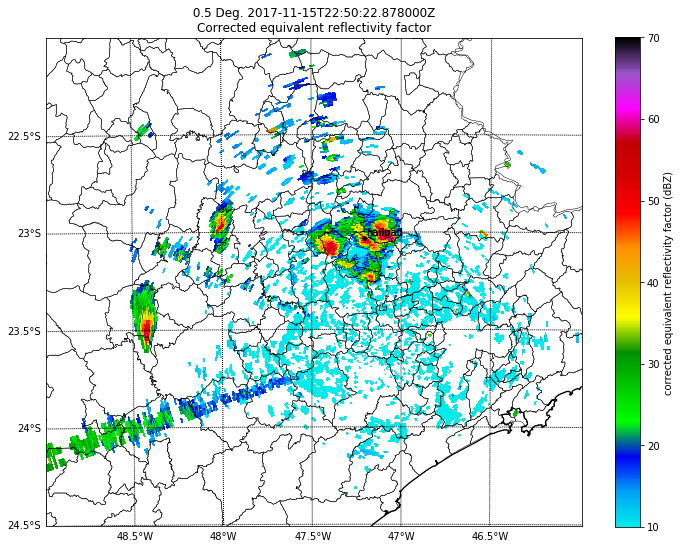 0.5 Deg. 2017-11-15T22:50:22.878000Z
Corrected equivalent reflectivity factor
22.5°S
23°S
23.5°S
24°S
24.5°S
48.5°W
48°W
47.5°W
47°W
46.5°W
70
60
50
40
30
20
10
corrected equivalent reflectivity factor (dBZ)